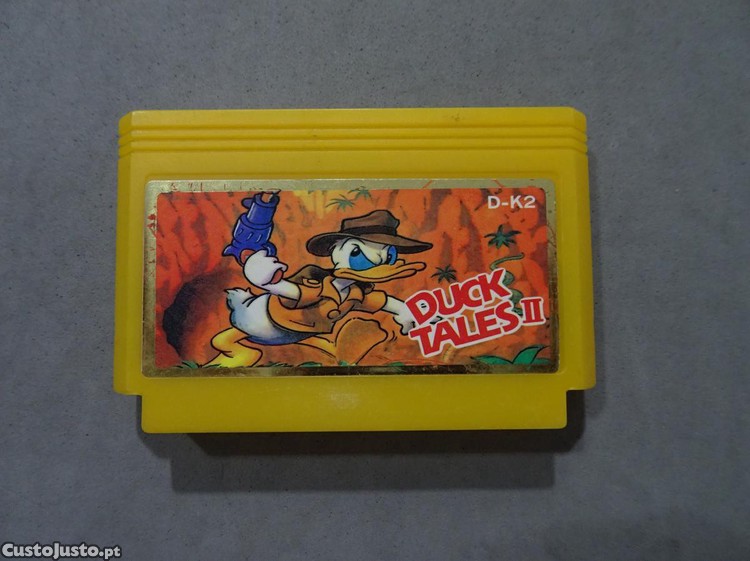 D-K2
DUCK
TALES II
CustoJusto.pt